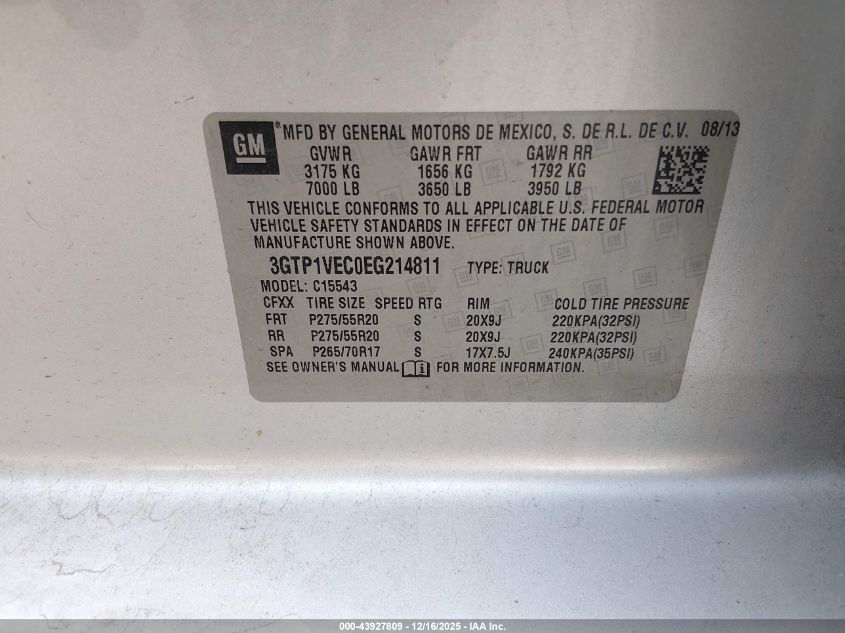 GM ® MFD BY GENERAL MOTORS DE MEXICO, S. DE R.L. DE C.V. 08/13
GVWR GAWR FRT GAWR RR
3175 KG 1656 KG 1792 KG
7000 LB 3650 LB 3950 LB
THIS VEHICLE CONFORMS TO ALL APPLICABLE U.S. FEDERAL MOTOR
VEHICLE SAFETY STANDARDS IN EFFECT ON THE DATE OF
MANUFACTURE SHOWN ABOVE.
3GTP1VEC0EG214811 TYPE: TRUCK
MODEL: C15543
CFXX TIRE SIZE SPEED RTG RIM COLD TIRE PRESSURE
FRT P275/55R20 S 20X9J 220KPA(32PSI)
RR P275/55R20 S 20X9J 220KPA(32PSI)
SPA P265/70R17 S 17X7.5J 240KPA(35PSI)
SEE OWNER'S MANUAL i FOR MORE INFORMATION.
000-43927809 - 12/16/2025 - IAA Inc.